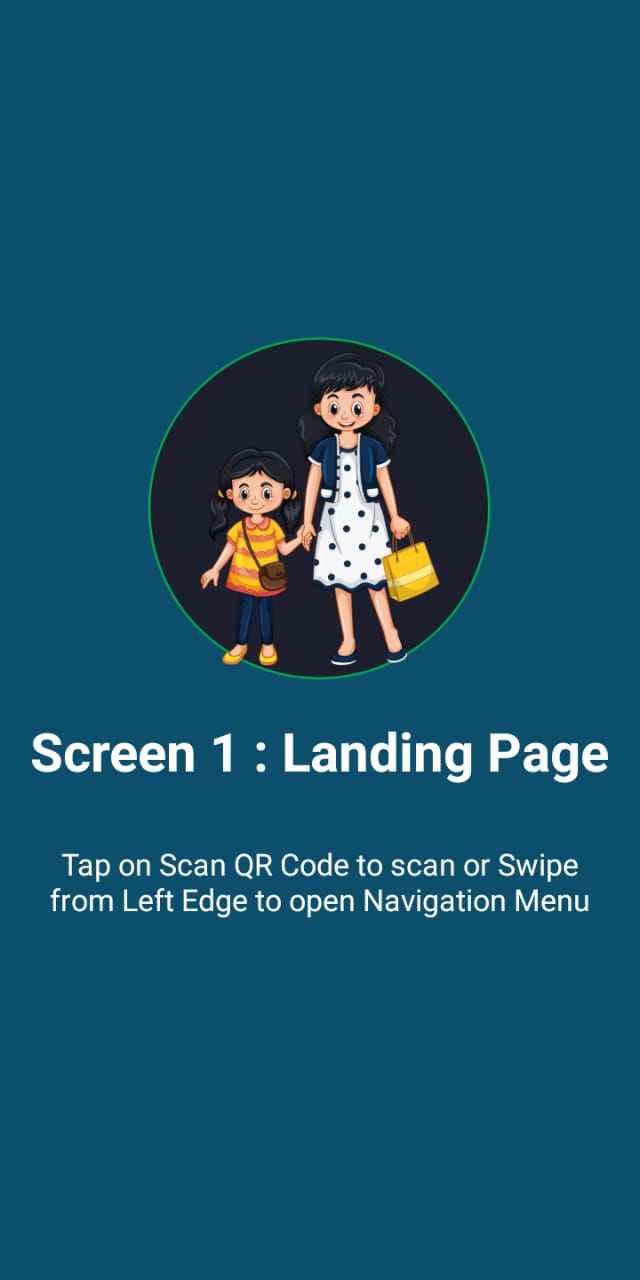 Screen 1 : Landing Page
Tap on Scan QR Code to scan or Swipe
from Left Edge to open Navigation Menu